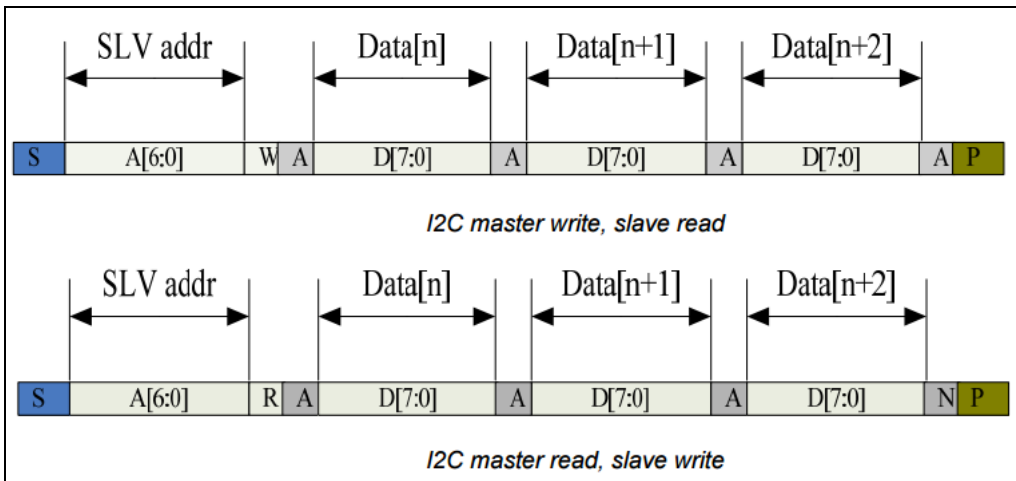 SLV addr Data[n] Data[n+1] Data[n+2]
S A[6:0] W A D[7:0] A D[7:0] A D[7:0] A P
I2C master write, slave read
SLV addr Data[n] Data[n+1] Data[n+2]
S A[6:0] R A D[7:0] A D[7:0] A D[7:0] N P
I2C master read, slave write